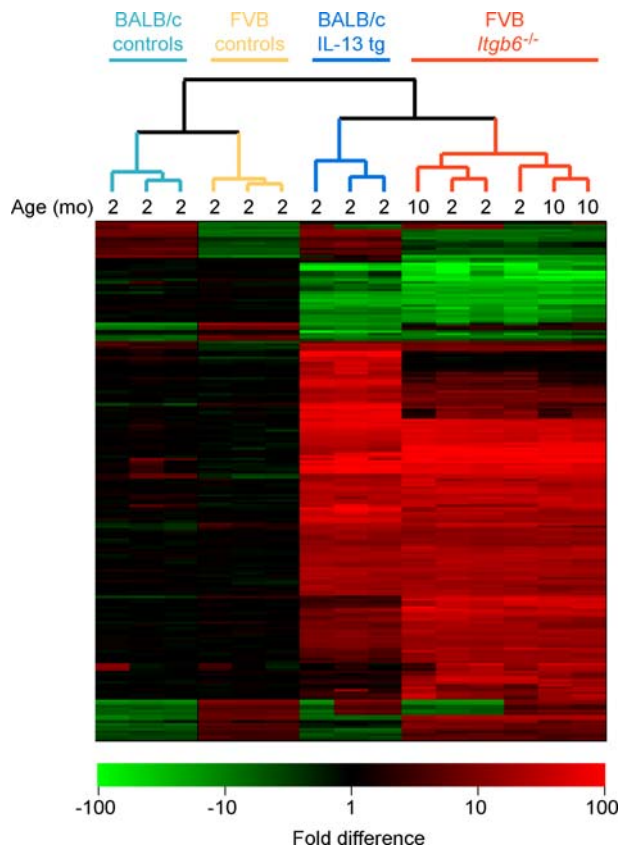 BALB/c controls
FVB controls
BALB/c IL-13 tg
FVB Itgb6-/-
Age (mo) 2 2 2 2 2 2 2 2 2 10 2 2 2 10 10
-100 -10 1 10 100
Fold difference